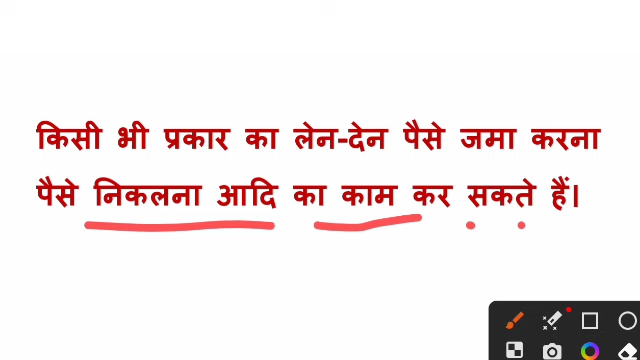 किसी भी प्रकार का लेन-देन पैसे जमा करना
पैसे निकलना आदि का काम कर सकते हैं।